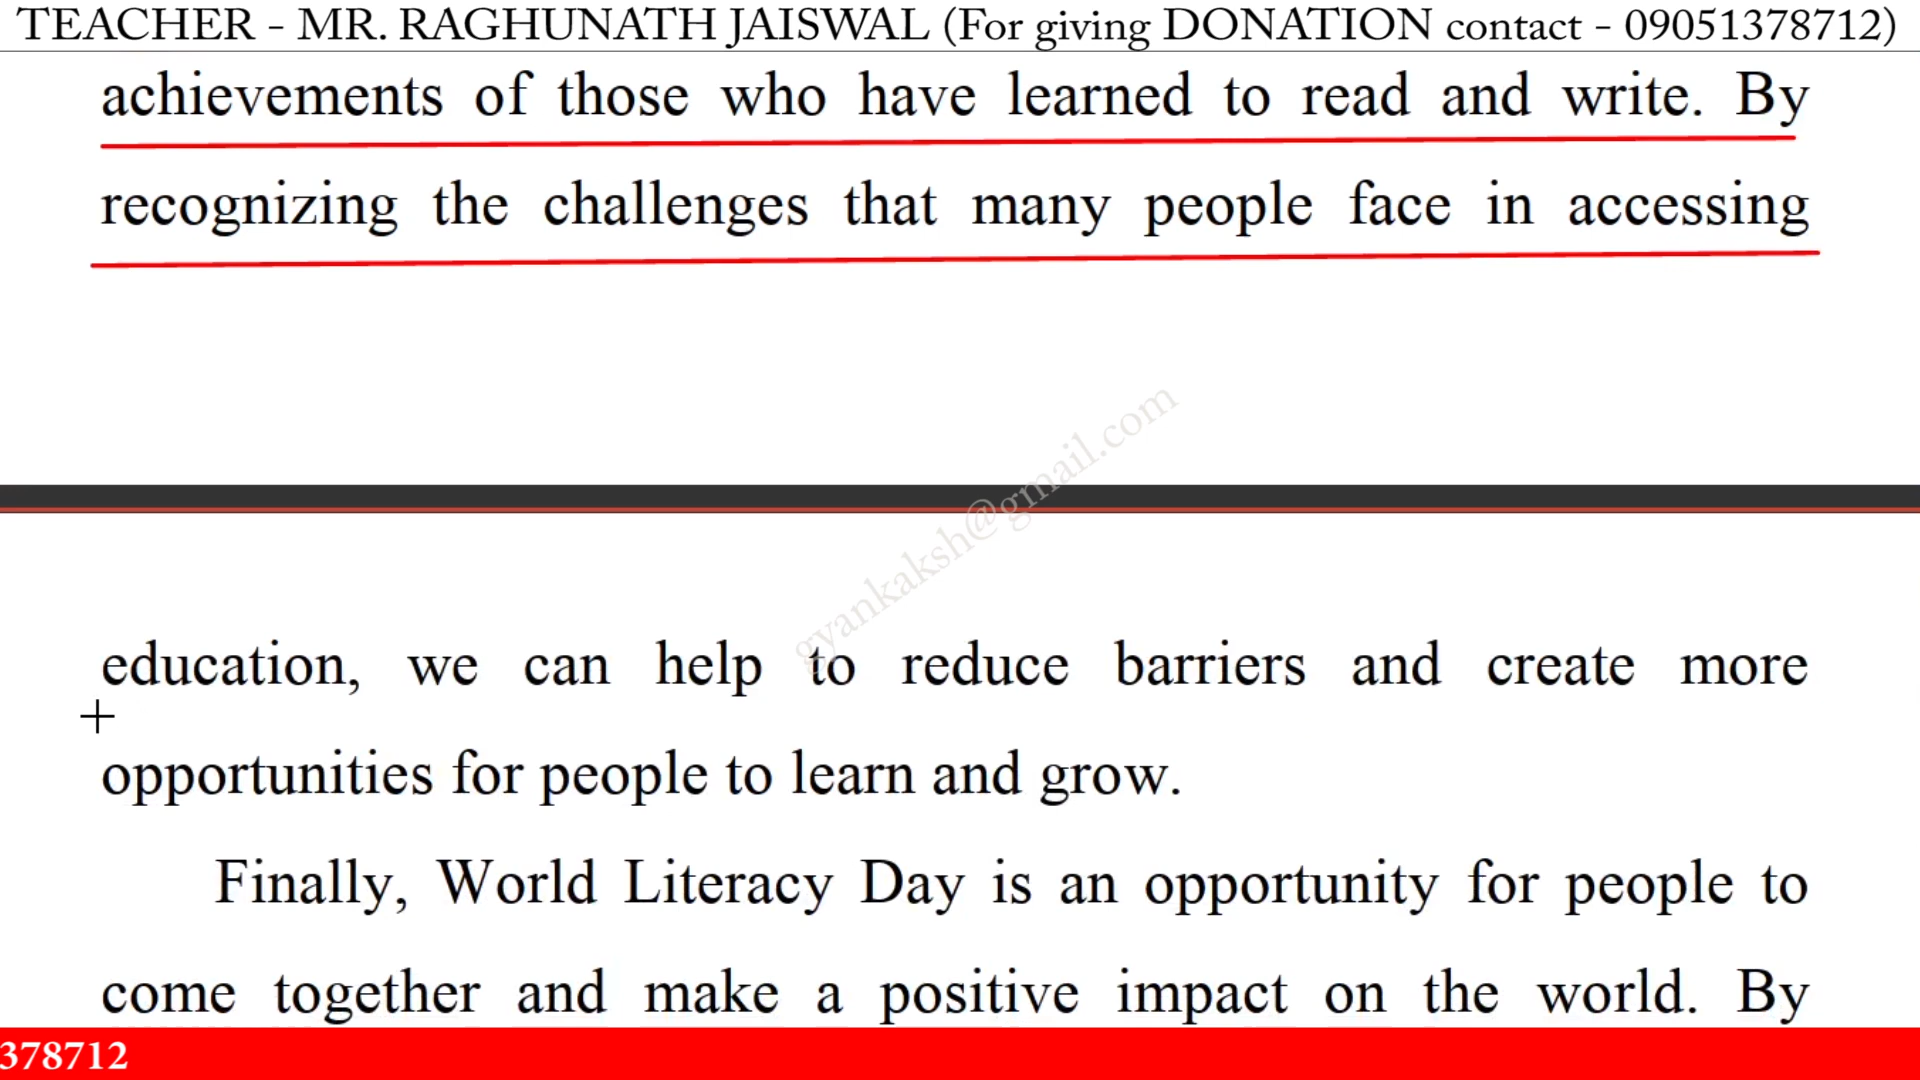 TEACHER - MR. RAGHUNATH JAISWAL (For giving DONATION contact - 09051378712)
achievements of those who have learned to read and write. By
recognizing the challenges that many people face in accessing
gyankaksh@gmail.com
education, we can help to reduce barriers and create more
opportunities for people to learn and grow.
Finally, World Literacy Day is an opportunity for people to
come together and make a positive impact on the world. By
378712